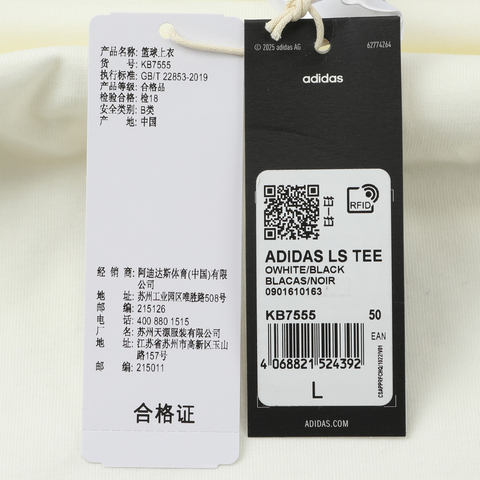 产品名称: 篮球上衣
货 号: KB7555
执行标准: GB/T 22853-2019
产品等级: 合格品
检验合格: 检18
安全类别: B类
产 地: 中国
经 销 商: 阿迪达斯体育(中国)有限
公司
地 址: 苏州工业园区唯胜路508号
邮 编: 215126
电 话: 400 880 1515
厂 名: 苏州天源服装有限公司
地 址: 江苏省苏州市高新区玉山
路157号
邮 编: 215011
合格证
© 2025 adidas AG
62774264
adidas
RFID
ADIDAS LS TEE
OWHITE/BLACK
BLACAS/NOIR
0901610163
KB7555 50
EAN
4 068821 524392
L
ADIDAS.COM